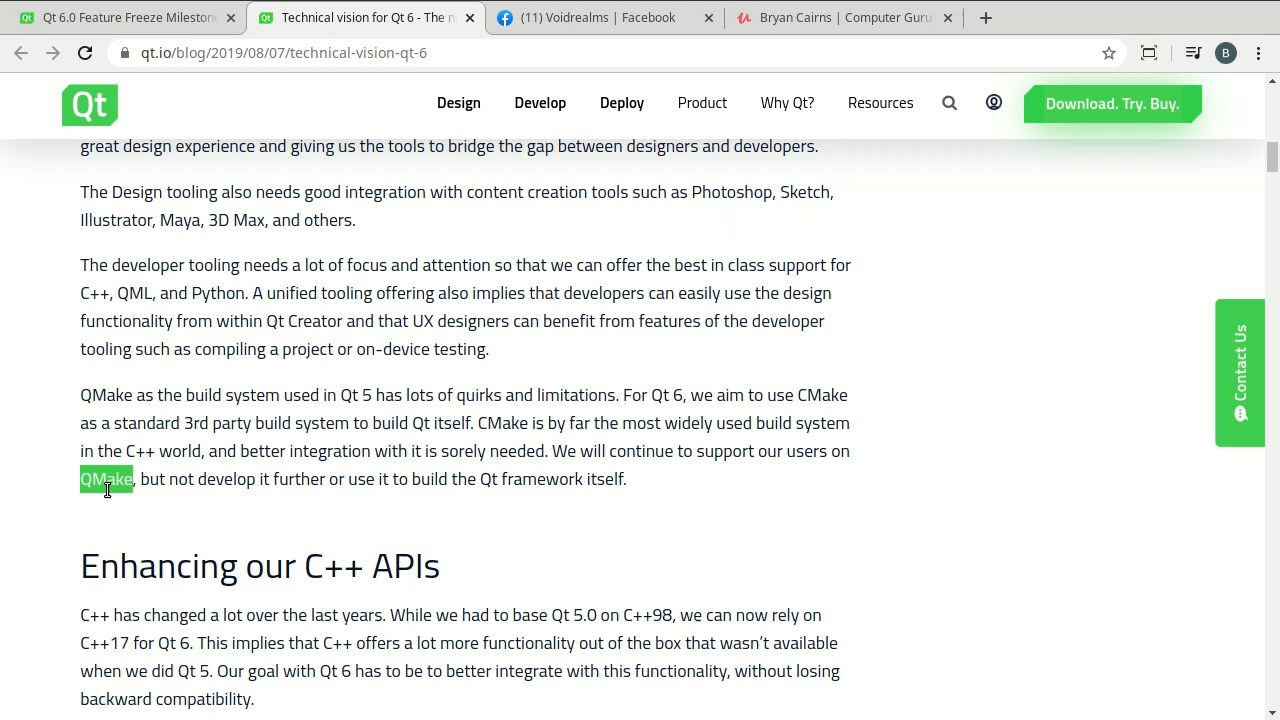 Qt 6.0 Feature Freeze Mileston
Technical vision for Qt 6 - The n
(11) Voidrealms | Facebook
Bryan Cairns | Computer Guru
qt.io/blog/2019/08/07/technical-vision-qt-6
B
Qt
Design
Develop
Deploy
Product
Why Qt?
Resources
Download. Try. Buy.
great design experience and giving us the tools to bridge the gap between designers and developers.
The Design tooling also needs good integration with content creation tools such as Photoshop, Sketch,
Illustrator, Maya, 3D Max, and others.
The developer tooling needs a lot of focus and attention so that we can offer the best in class support for
C++, QML, and Python. A unified tooling offering also implies that developers can easily use the design
functionality from within Qt Creator and that UX designers can benefit from features of the developer
tooling such as compiling a project or on-device testing.
QMake as the build system used in Qt 5 has lots of quirks and limitations. For Qt 6, we aim to use CMake
as a standard 3rd party build system to build Qt itself. CMake is by far the most widely used build system
in the C++ world, and better integration with it is sorely needed. We will continue to support our users on
QMake, but not develop it further or use it to build the Qt framework itself.
Contact Us
Enhancing our C++ APIs
C++ has changed a lot over the last years. While we had to base Qt 5.0 on C++98, we can now rely on
C++17 for Qt 6. This implies that C++ offers a lot more functionality out of the box that wasn't available
when we did Qt 5. Our goal with Qt 6 has to be to better integrate with this functionality, without losing
backward compatibility.